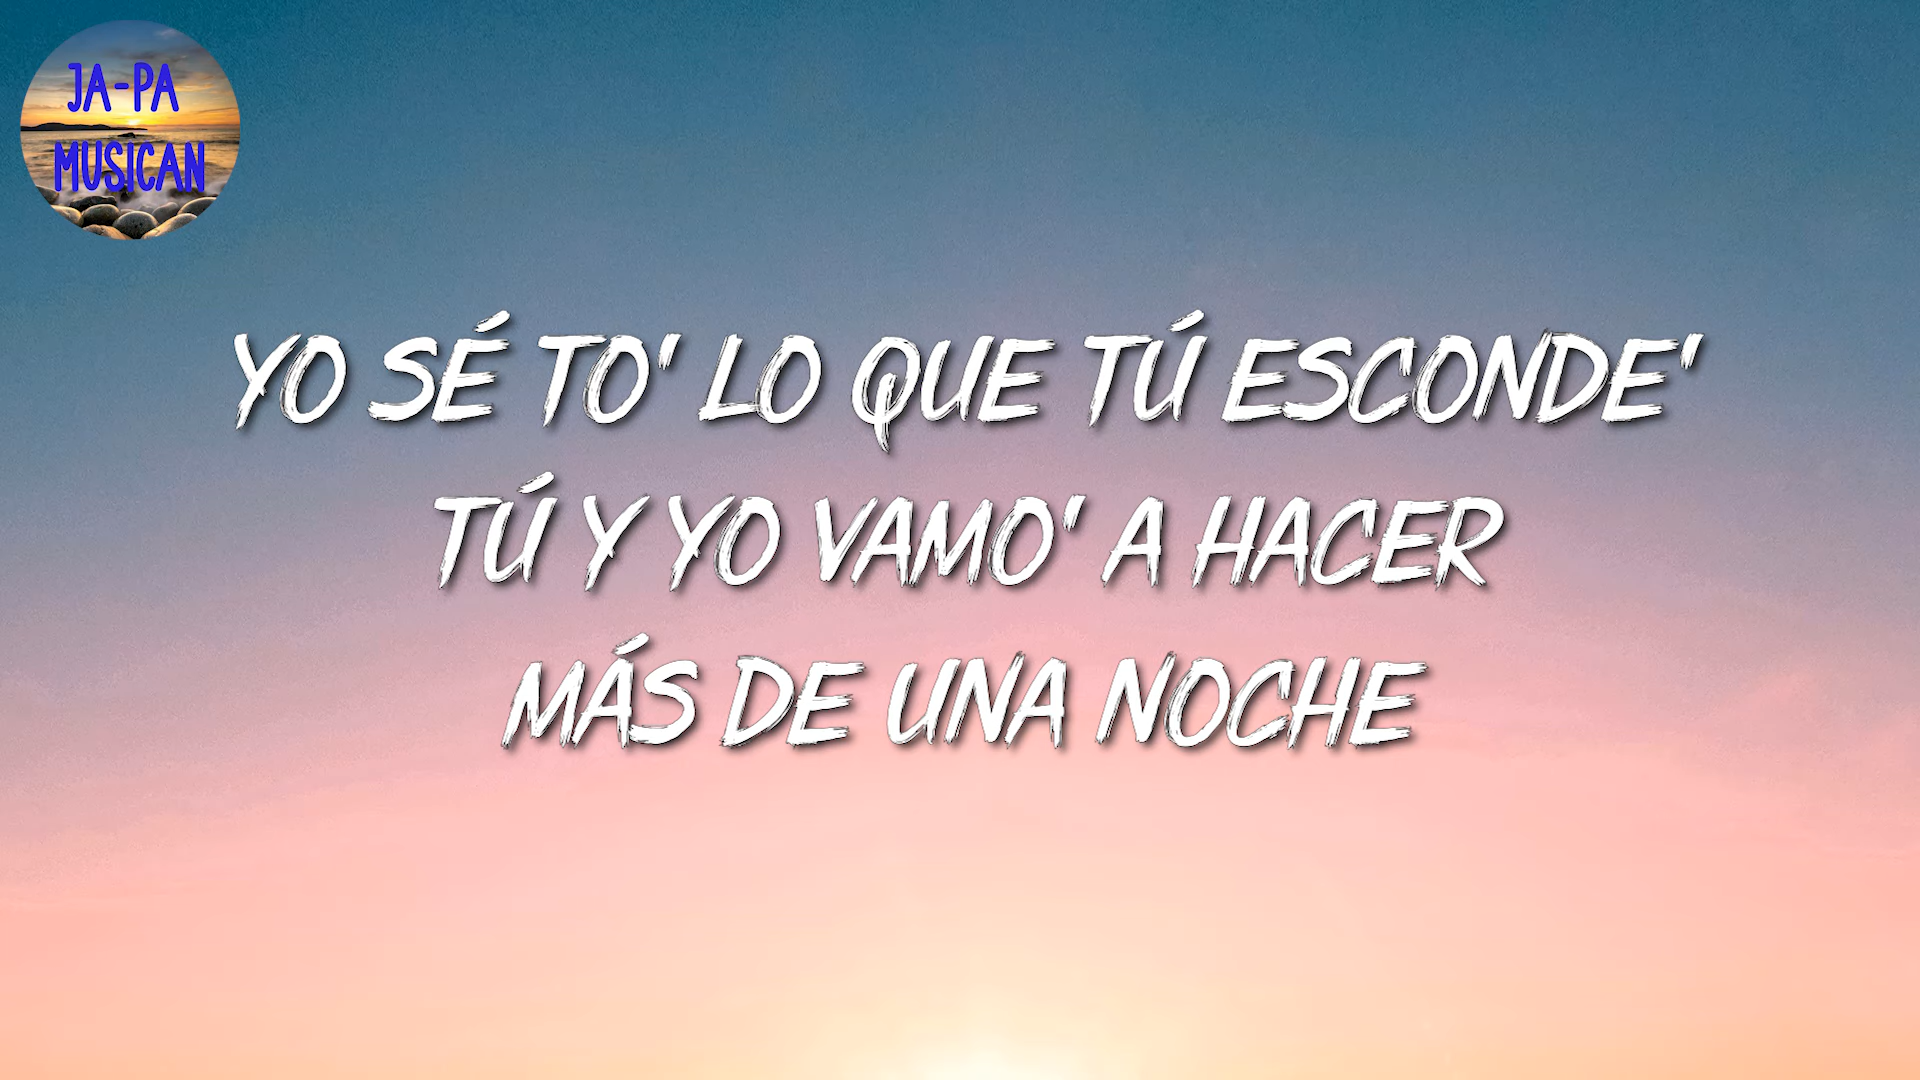 JA-PA
MUSICAN
YO SÉ TO' LO QUE TÚ ESCONDE'
TÚ Y YO VAMO' A HACER
MÁS DE UNA NOCHE